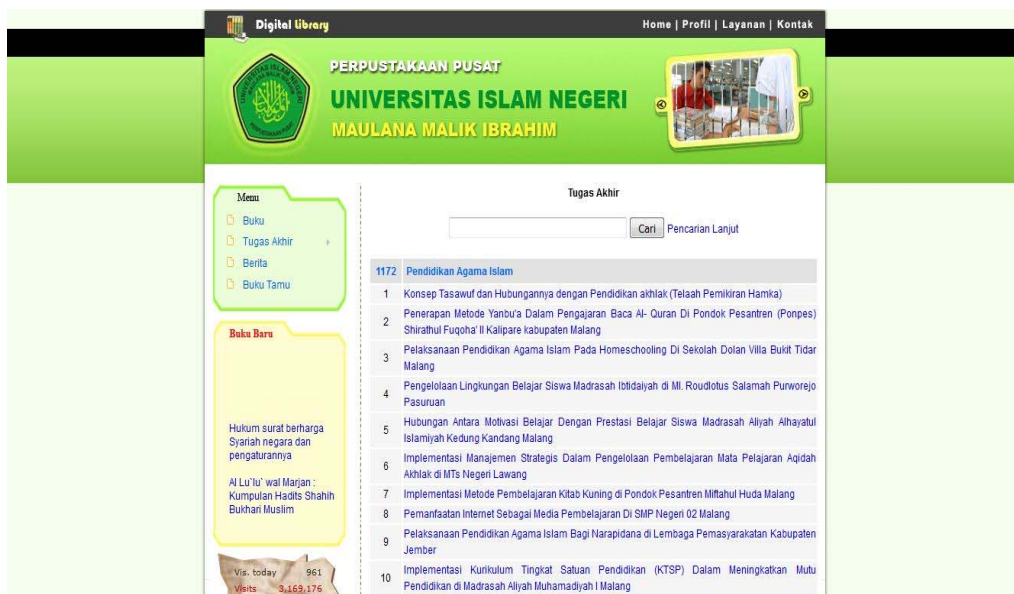 Digital Library
Home | Profil | Layanan | Kontak
PERPUSTAKAAN PUSAT
UNIVERSITAS ISLAM NEGERI
MAULANA MALIK IBRAHIM
Menu
Buku
Tugas Akhir
Berita
Buku Tamu
Buku Baru
Hukum surat berharga
Syariah negara dan
pengaturannya
Al Lu`lu` wal Marjan :
Kumpulan Hadits Shahih
Bukhari Muslim
Vis. today 961
Visits 3,169,176
Tugas Akhir
Cari Pencarian Lanjut
1172 Pendidikan Agama Islam
1 Konsep Tasawuf dan Hubungannya dengan Pendidikan akhlak (Telaah Pemikiran Hamka)
2 Penerapan Metode Yanbu'a Dalam Pengajaran Baca Al- Quran Di Pondok Pesantren (Ponpes)
Shirathul Fuqoha' II Kalipare kabupaten Malang
3 Pelaksanaan Pendidikan Agama Islam Pada Homeschooling Di Sekolah Dolan Villa Bukit Tidar
Malang
4 Pengelolaan Lingkungan Belajar Siswa Madrasah Ibtidaiyah di MI. Roudlotus Salamah Purworejo
Pasuruan
5 Hubungan Antara Motivasi Belajar Dengan Prestasi Belajar Siswa Madrasah Aliyah Alhayatul
Islamiyah Kedung Kandang Malang
6 Implementasi Manajemen Strategis Dalam Pengelolaan Pembelajaran Mata Pelajaran Aqidah
Akhlak di MTs Negeri Lawang
7 Implementasi Metode Pembelajaran Kitab Kuning di Pondok Pesantren Miftahul Huda Malang
8 Pemanfaatan Internet Sebagai Media Pembelajaran Di SMP Negeri 02 Malang
9 Pelaksanaan Pendidikan Agama Islam Bagi Narapidana di Lembaga Pemasyarakatan Kabupaten
Jember
10 Implementasi Kurikulum Tingkat Satuan Pendidikan (KTSP) Dalam Meningkatkan Mutu
Pendidikan di Madrasah Aliyah Muhamadiyah I Malang